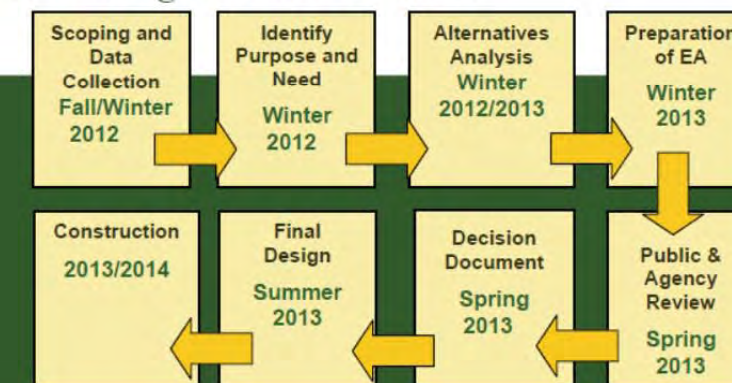 Scoping and
Data
Collection
Fall/Winter
2012
Identify
Purpose and
Need
Winter
2012
Alternatives
Analysis
Winter
2012/2013
Preparation
of EA
Winter
2013
Public &
Agency
Review
Spring
2013
Decision
Document
Spring
2013
Final
Design
Summer
2013
Construction
2013/2014